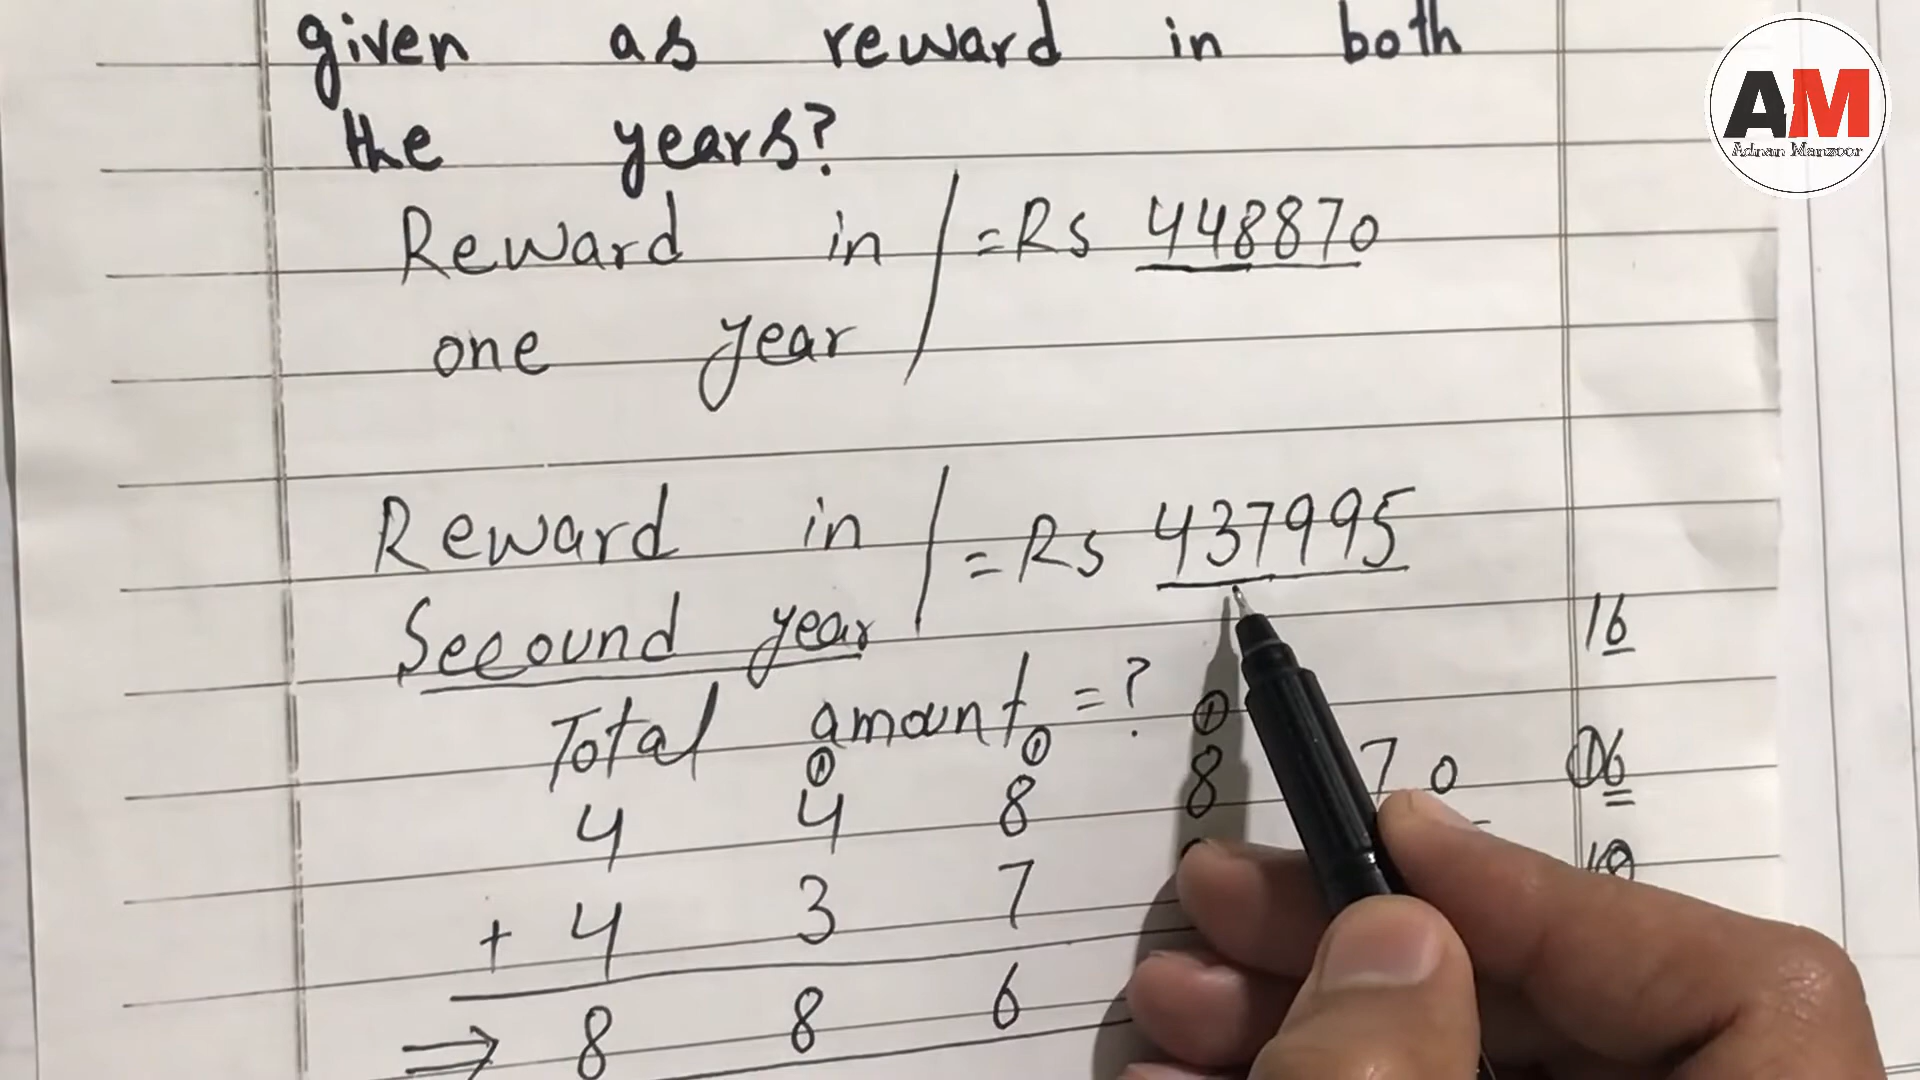 given as reward in both
the years?
Reward in = Rs 448870
one year
Reward in = Rs 437995
Seeound year
Total amount = ?
16
1 1 1
4 4 8 8 7 0
16
+ 4 3 7
⇒ 8 8 6
AM
Adnan Manzoor